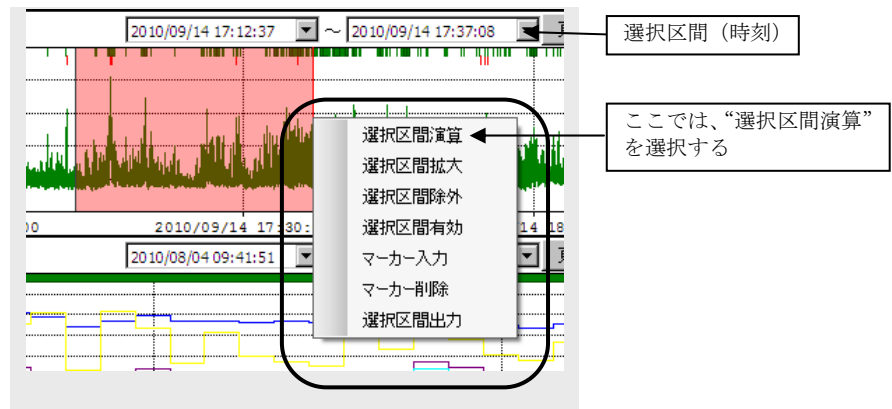 2010/09/14 17:12:37 ～ 2010/09/14 17:37:08
選択区間（時刻）
ここでは、“選択区間演算”
を選択する
選択区間演算
選択区間拡大
選択区間除外
選択区間有効
マーカー入力
マーカー削除
選択区間出力
00 2010/09/14 17:30: 14 18
2010/08/04 09:41:51